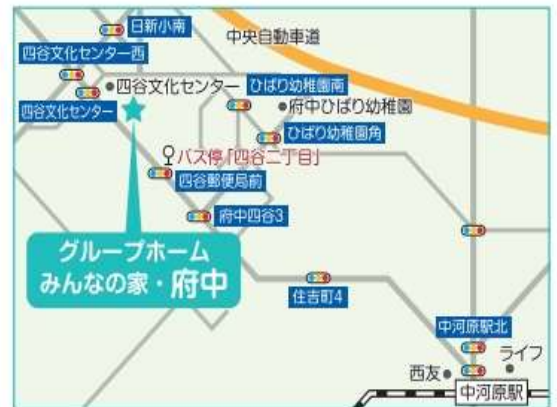 日新小南
中央自動車道
四谷文化センター西
四谷文化センター
ひばり幼稚園南
四谷文化センター
府中ひばり幼稚園
ひばり幼稚園角
バス停「四谷二丁目」
四谷郵便局前
府中四谷3
グループホーム
みんなの家・府中
住吉町4
中河原駅北
ライフ
西友
中河原駅